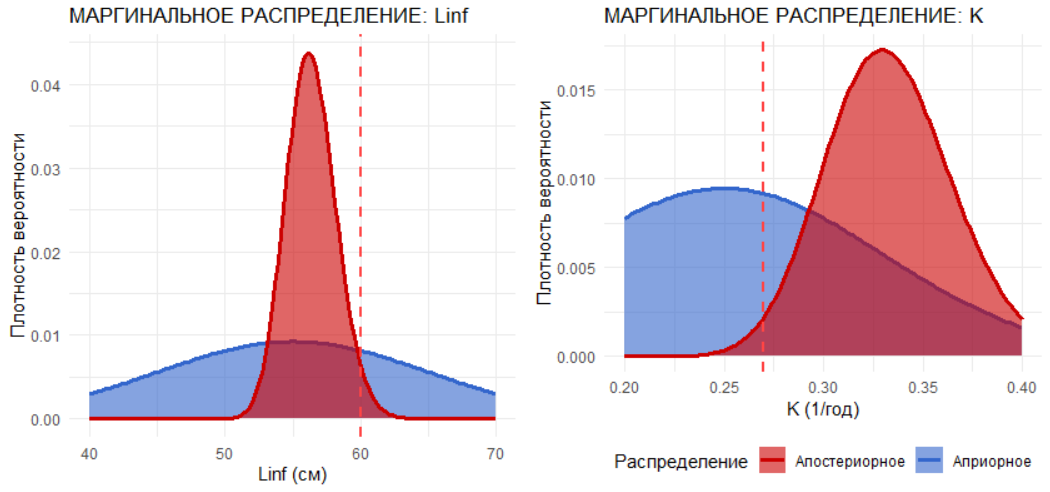 МАРГИНАЛЬНОЕ РАСПРЕДЕЛЕНИЕ: Linf
Плотность вероятности
0.04
0.03
0.02
0.01
0.00
40 50 60 70
Linf (см)
МАРГИНАЛЬНОЕ РАСПРЕДЕЛЕНИЕ: K
Плотность вероятности
0.015
0.010
0.005
0.000
0.20 0.25 0.30 0.35 0.40
K (1/год)
Распределение Апостериорное Априорное